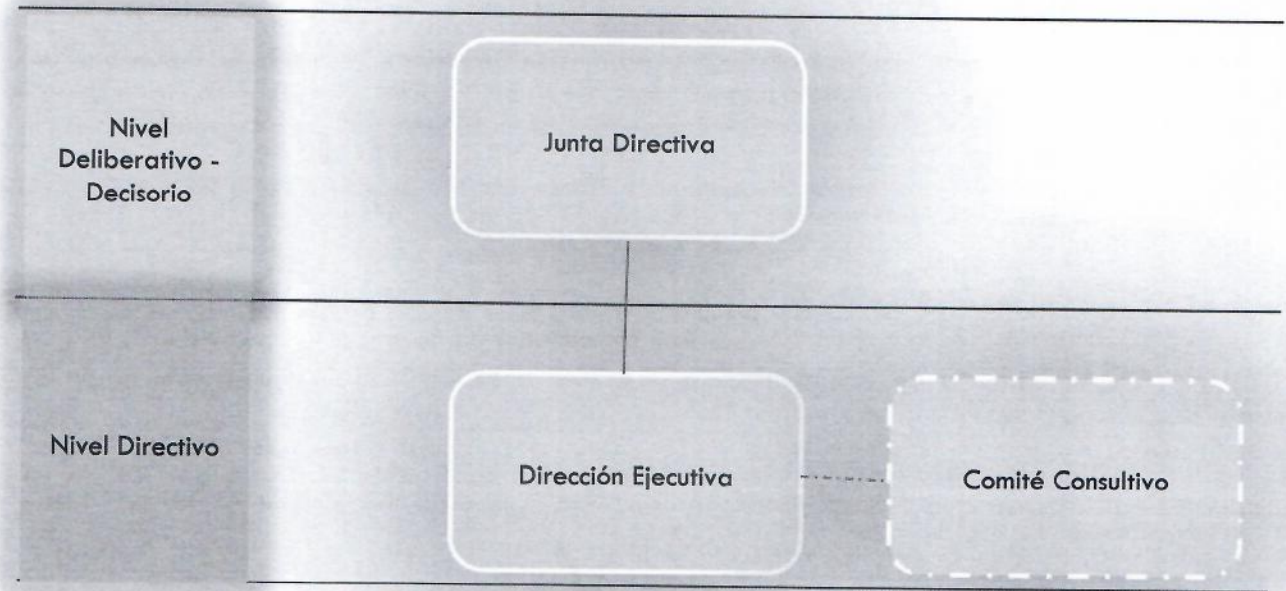 Nivel
Deliberativo -
Decisorio
Junta Directiva
Nivel Directivo
Dirección Ejecutiva
Comité Consultivo